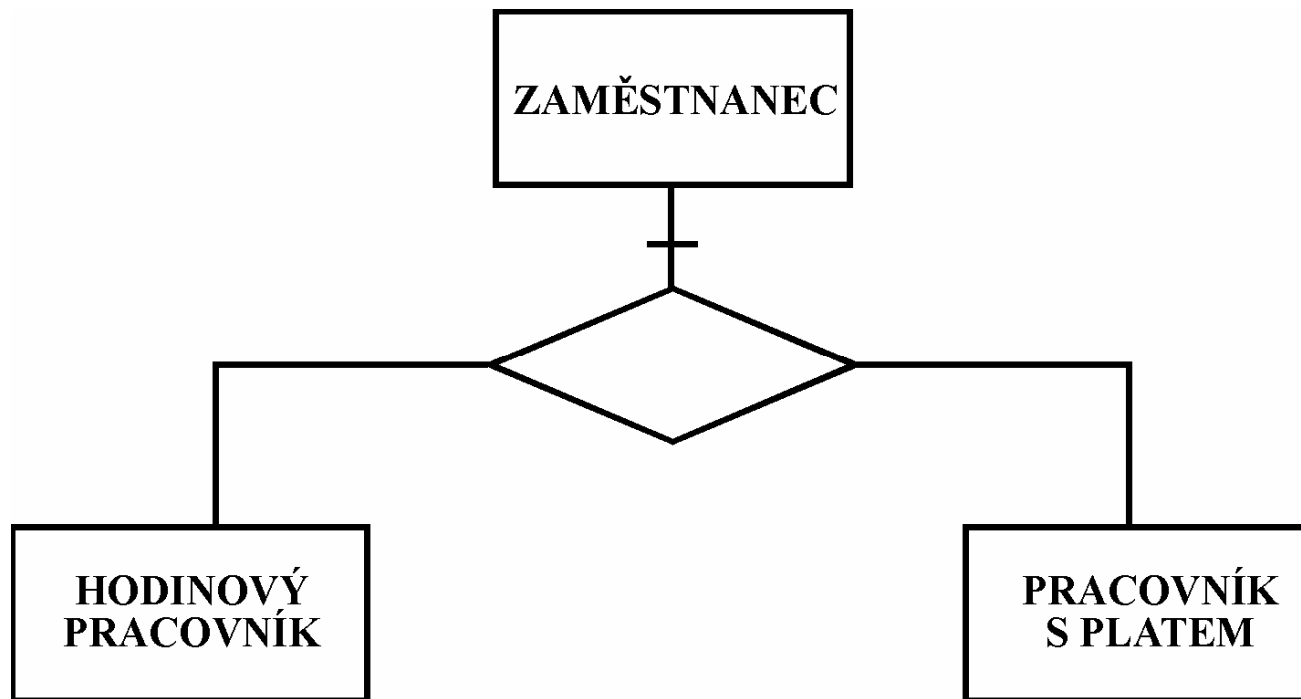 ZAMĚSTNANEC
HODINOVÝ
PRACOVNÍK
PRACOVNÍK
S PLATEM